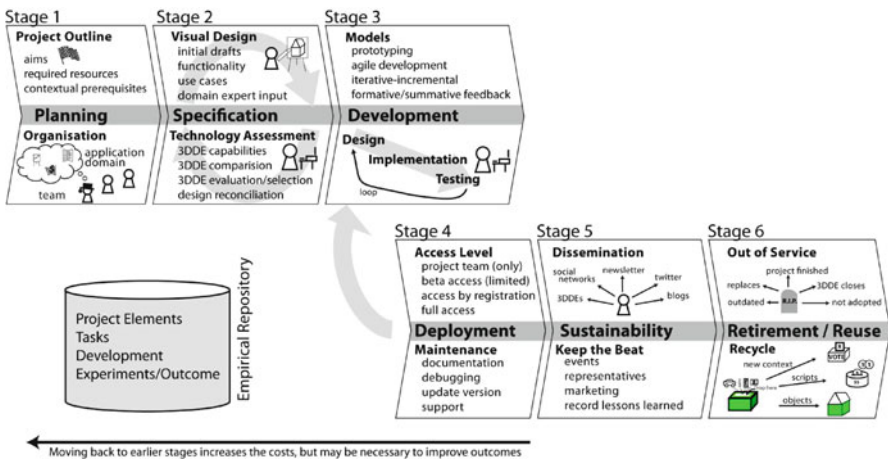 Stage 1
Project Outline
aims
required resources
contextual prerequisites
Planning
Organisation
application
domain
team
Stage 2
Visual Design
initial drafts
functionality
use cases
domain expert input
Specification
Technology Assessment
3DDE capabilities
3DDE comparision
3DDE evaluation/selection
design reconciliation
Stage 3
Models
prototyping
agile development
iterative-incremental
formative/summative feedback
Development
Design
Implementation
Testing
loop
Stage 4
Access Level
project team (only)
beta access (limited)
access by registration
full access
Deployment
Maintenance
documentation
debugging
update version
support
Stage 5
Dissemination
social
networks
newsletter
twitter
3DDEs
blogs
Sustainability
Keep the Beat
events
representatives
marketing
record lessons learned
Stage 6
Out of Service
project finished
replaces
3DDE closes
outdated
R.I.P.
not adopted
Retirement / Reuse
Recycle
new context
VOTE
scripts
objects
Project Elements
Tasks
Development
Experiments/Outcome
Empirical Repository
Moving back to earlier stages increases the costs, but may be necessary to improve outcomes